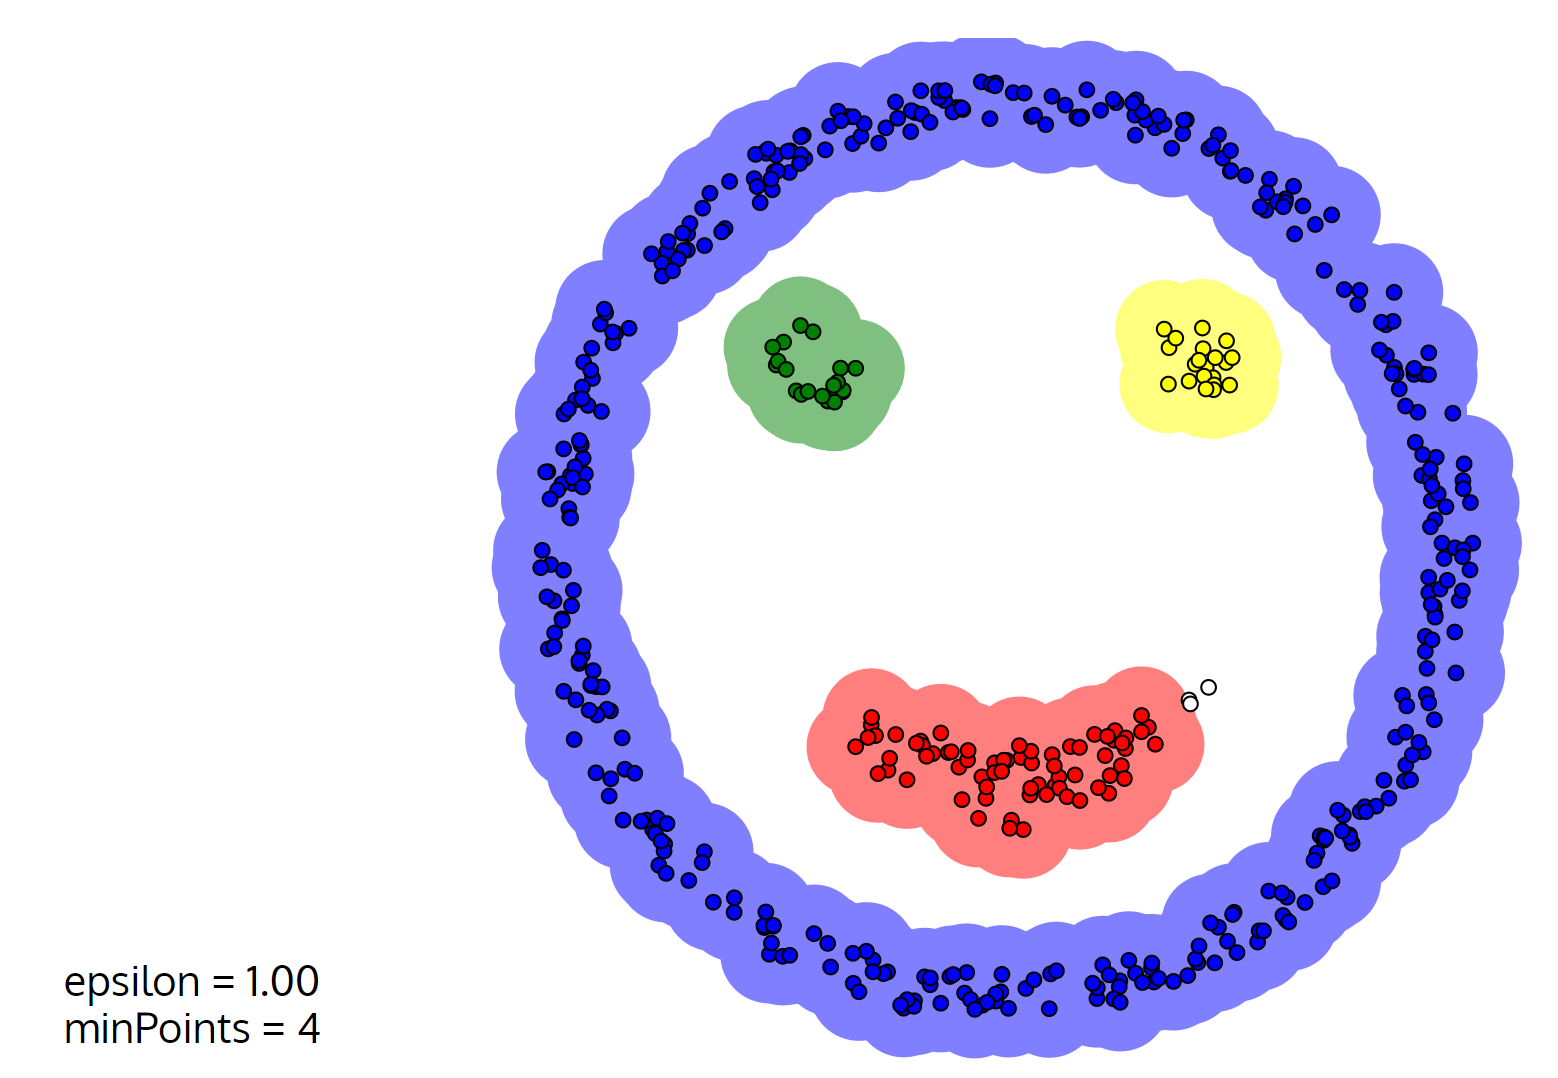 epsilon = 1.00
minPoints = 4